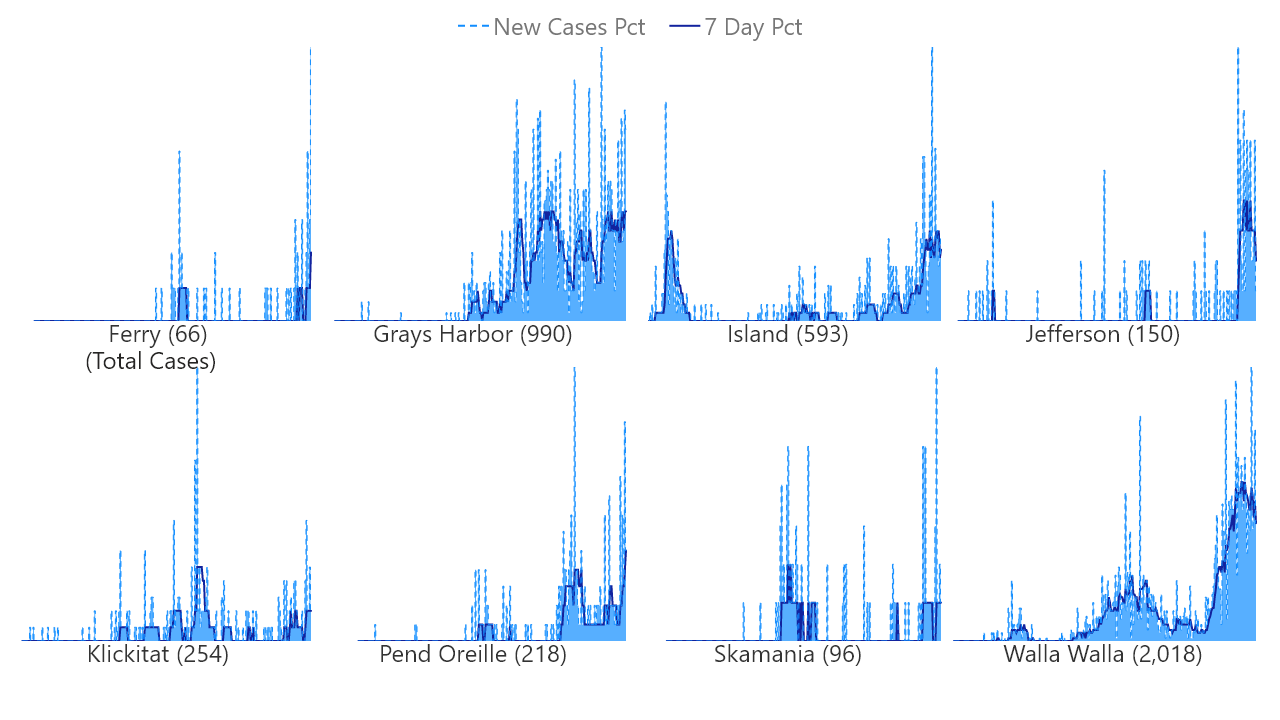 New Cases Pct 7 Day Pct
Ferry (66)
(Total Cases)
Grays Harbor (990)
Island (593)
Jefferson (150)
Klickitat (254)
Pend Oreille (218)
Skamania (96)
Walla Walla (2,018)